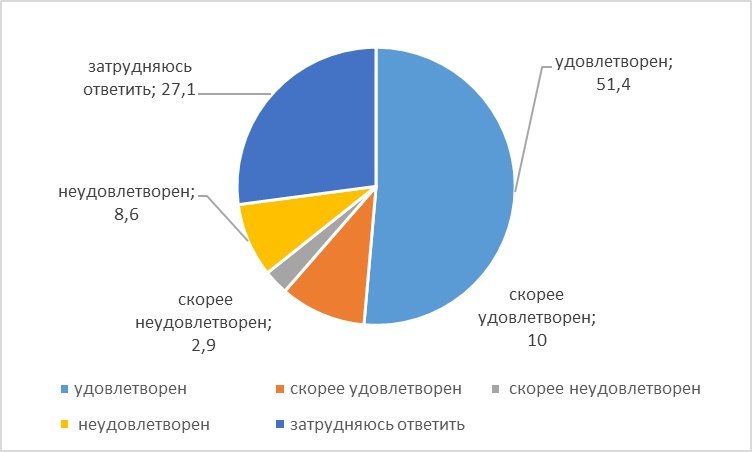 затрудняюсь
ответить; 27,1
удовлетворен;
51,4
неудовлетворен;
8,6
скорее
неудовлетворен;
2,9
скорее
удовлетворен;
10
удовлетворен
скорее удовлетворен
скорее неудовлетворен
неудовлетворен
затрудняюсь ответить